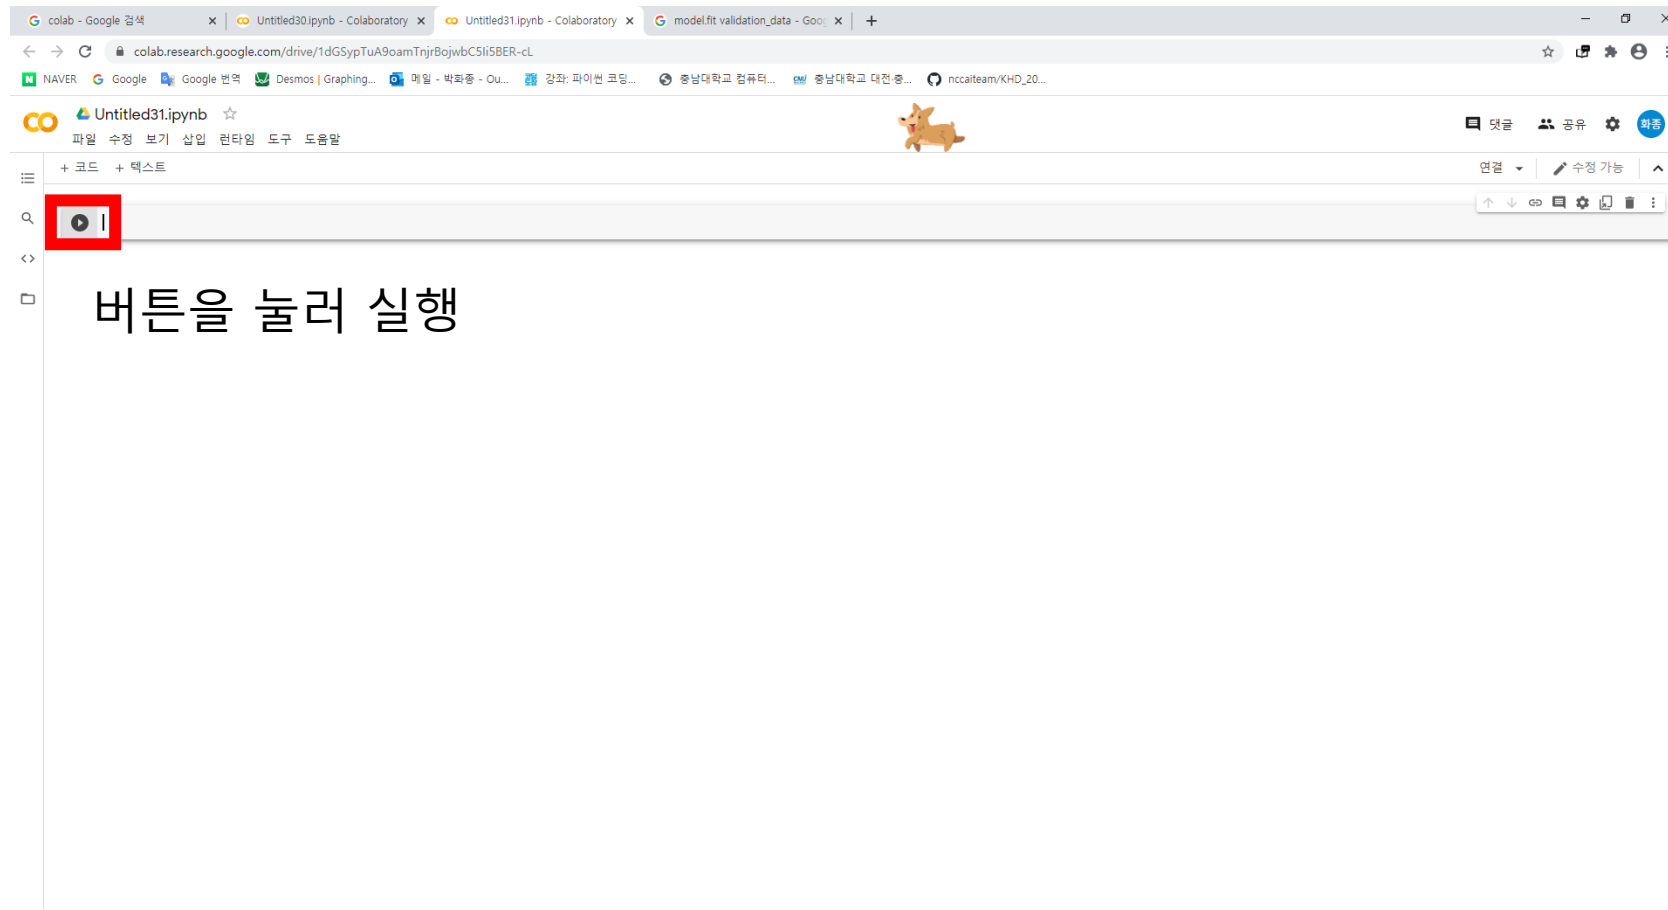 colab - Google 검색
Untitled30.ipynb - Colaboratory
Untitled31.ipynb - Colaboratory
model.fit validation_data - Goo
colab.research.google.com/drive/1dGSypTuA9oamTnjrBojwbC5Ii5BER-cL
NAVER Google Google 번역 Desmos | Graphing... 메일 - 박화종 - Ou... 강좌: 파이썬 코딩... 충남대학교 컴퓨터... 충남대학교 대전·충... nccaiteam/KHD_20...
Untitled31.ipynb
댓글 공유 화종
파일 수정 보기 삽입 런타임 도구 도움말
+ 코드 + 텍스트
연결 수정 가능
버튼을 눌러 실행